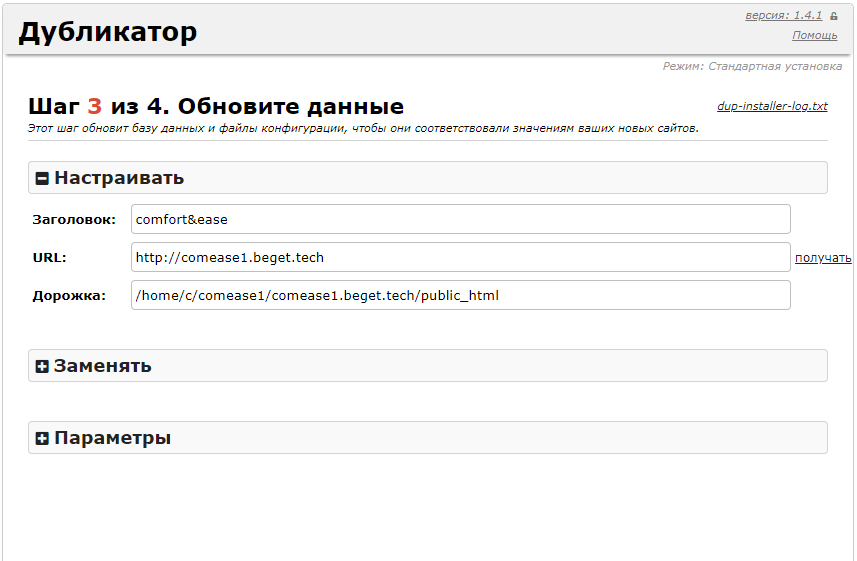 Дубликатор
версия: 1.4.1
Помощь
Режим: Стандартная установка
Шаг 3 из 4. Обновите данные
dup-installer-log.txt
Этот шаг обновит базу данных и файлы конфигурации, чтобы они соответствовали значениям ваших новых сайтов.
Настраивать
Заголовок: comfort&ease
URL: http://comease1.beget.tech получать
Дорожка: /home/c/comease1/comease1.beget.tech/public_html
Заменять
Параметры